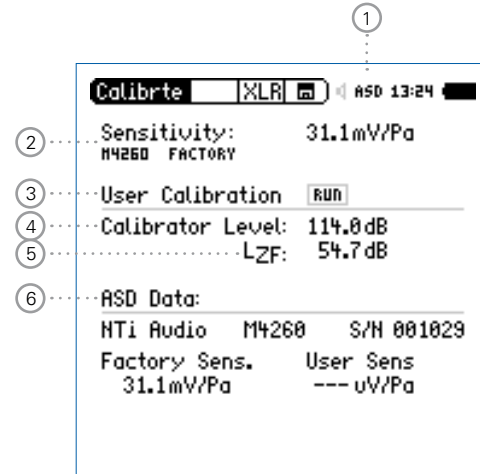 1
Calibrte XLR ASD 13:24
2 Sensitivity: 31.1mV/Pa
M4260 FACTORY
3 User Calibration RUN
4 Calibrator Level: 114.0dB
5 LZF: 54.7dB
6 ASD Data:
NTi Audio M4260 S/N 001029
Factory Sens. User Sens
31.1mV/Pa --- uV/Pa